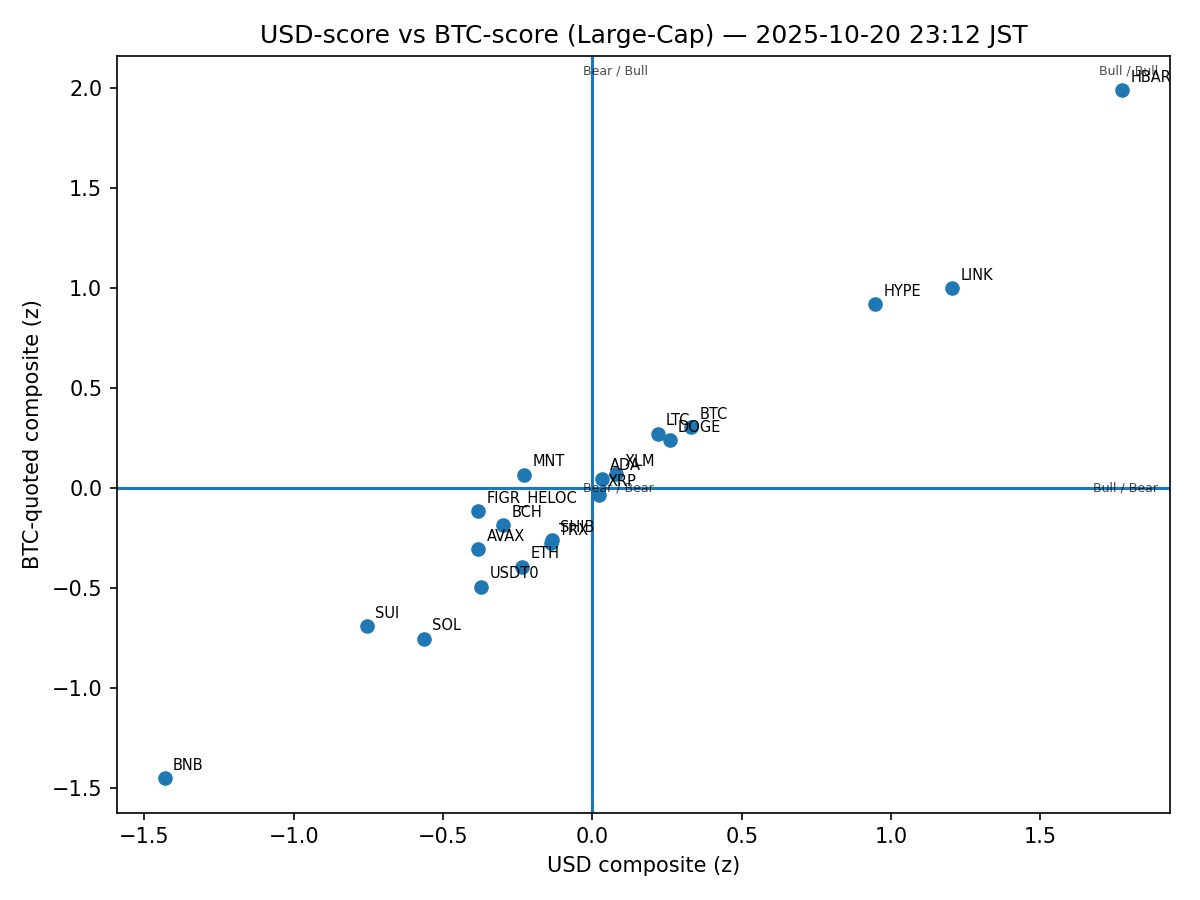 USD-score vs BTC-score (Large-Cap) — 2025-10-20 23:12 JST
Bear / Bull
Bull / Bull
HBAR
2.0
1.5
LINK
1.0
HYPE
0.5
BTC
LTC
DOGE
MNT
XLM
ADA
XRP
0.0
Bear / Bear
Bull / Bear
FIGR_HELOC
BCH
SHIB
TRX
AVAX
ETH
−0.5
USDT0
SUI
SOL
−1.0
BNB
−1.5
−1.5 −1.0 −0.5 0.0 0.5 1.0 1.5
USD composite (z)
BTC-quoted composite (z)